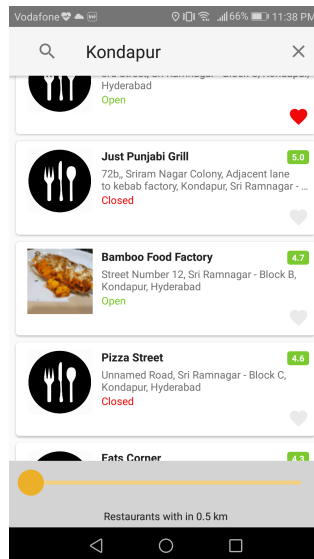 Vodafone
66%
11:38 PM
Kondapur
Hyderabad
Open
Just Punjabi Grill
5.0
72b,, Sriram Nagar Colony, Adjacent lane
to kebab factory, Kondapur, Sri Ramnagar - ...
Closed
Bamboo Food Factory
4.7
Street Number 12, Sri Ramnagar - Block B,
Kondapur, Hyderabad
Open
Pizza Street
4.6
Unnamed Road, Sri Ramnagar - Block C,
Kondapur, Hyderabad
Closed
Eats Corner
4.3
Restaurants with in 0.5 km